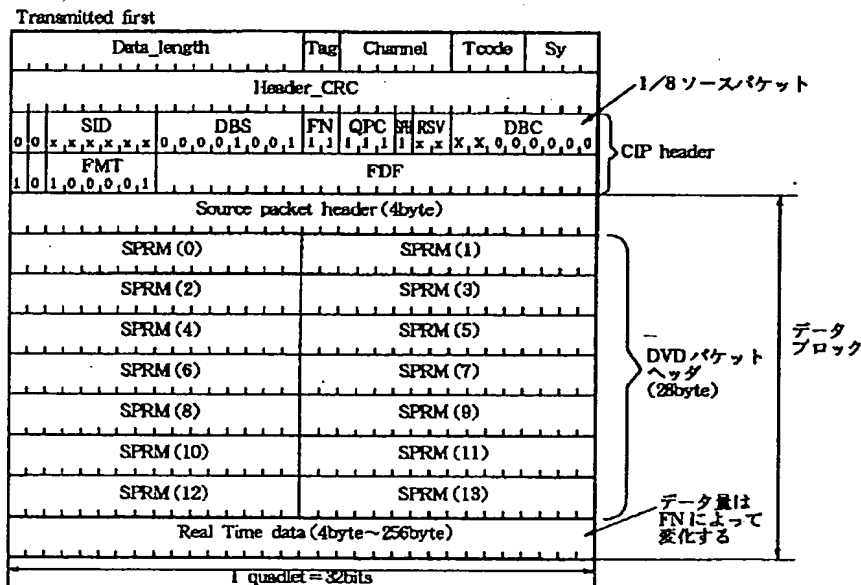 Transmitted first
Data_length Tag Channel Tcode Sy
Header_CRC
1/8 ソースパケット
SID DBS FN QPC SPH RSV DBC
0 0 x x x x x x 0 0 0 0 1 0 0 1 1 1 1 1 1 1 x x X X 0 0 0 0 0 0
CIP header
FMT FDF
1 0 1 0 0 0 0 1
Source packet header (4byte)
SPRM (0) SPRM (1)
SPRM (2) SPRM (3)
SPRM (4) SPRM (5)
SPRM (6) SPRM (7)
SPRM (8) SPRM (9)
SPRM (10) SPRM (11)
SPRM (12) SPRM (13)
DVD パケット
ヘッダ
(28byte)
データ
ブロック
Real Time data (4byte～256byte)
データ量は
FNによって
変化する
1 quadlet = 32bits